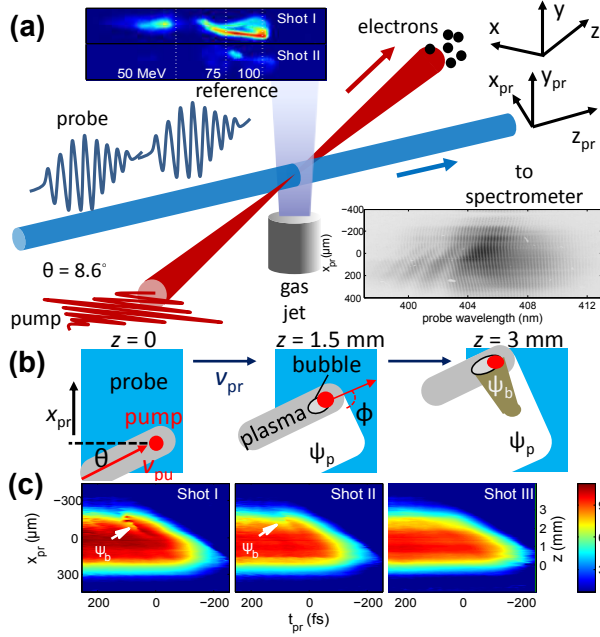 (a)
Shot I
Shot II
50 MeV
75
100
reference
electrons
x
y
z
x_pr
y_pr
z_pr
probe
to
spectrometer
θ = 8.6°
pump
gas
jet
x_pr (μm)
−400
−200
0
200
400
400
404
408
412
probe wavelength (nm)
(b)
z = 0
z = 1.5 mm
z = 3 mm
x_pr
probe
pump
θ
v_pu
v_pr
bubble
plasma
ϕ
ψ_p
ψ_b
ψ_p
(c)
x_pr (μm)
-300
0
300
Shot I
ψ_b
Shot II
ψ_b
Shot III
3
2
1
0
z (mm)
200
0
-200
200
0
-200
200
0
-200
t_pr (fs)